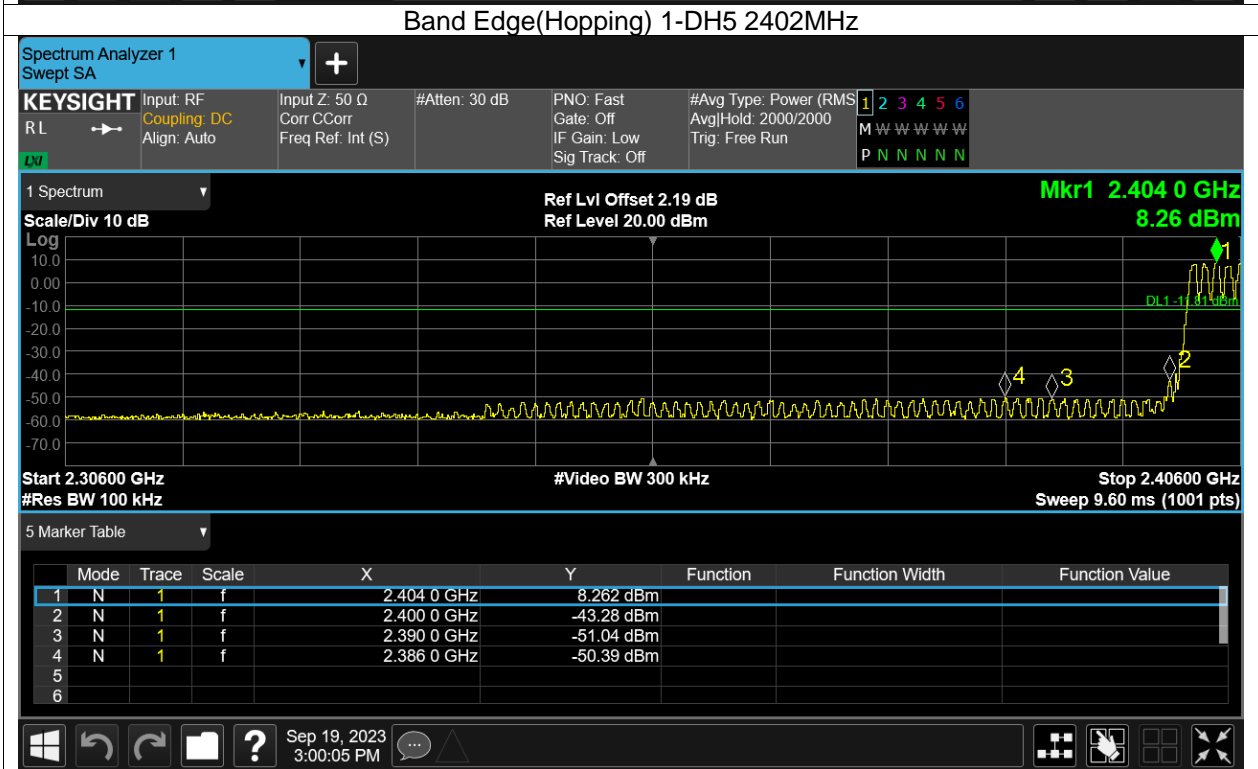 Band Edge(Hopping) 1-DH5 2402MHz
Spectrum Analyzer 1
Swept SA
KEYSIGHT
RL
LXI
Input: RF
Coupling: DC
Align: Auto
Input Z: 50 Ω
Corr CCorr
Freq Ref: Int (S)
#Atten: 30 dB
PNO: Fast
Gate: Off
IF Gain: Low
Sig Track: Off
#Avg Type: Power (RMS
Avg|Hold: 2000/2000
Trig: Free Run
1 2 3 4 5 6
M W W W W W
P N N N N N
1 Spectrum
Scale/Div 10 dB
Ref Lvl Offset 2.19 dB
Ref Level 20.00 dBm
Mkr1 2.404 0 GHz
8.26 dBm
Log
10.0
0.00
-10.0
-20.0
-30.0
-40.0
-50.0
-60.0
-70.0
1
DL1 -11.81 dBm
2
4 3
Start 2.30600 GHz #Video BW 300 kHz Stop 2.40600 GHz
#Res BW 100 kHz Sweep 9.60 ms (1001 pts)
5 Marker Table
Mode Trace Scale X Y Function Function Width Function Value
1 N 1 f 2.404 0 GHz 8.262 dBm
2 N 1 f 2.400 0 GHz -43.28 dBm
3 N 1 f 2.390 0 GHz -51.04 dBm
4 N 1 f 2.386 0 GHz -50.39 dBm
5
6
?
Sep 19, 2023
3:00:05 PM